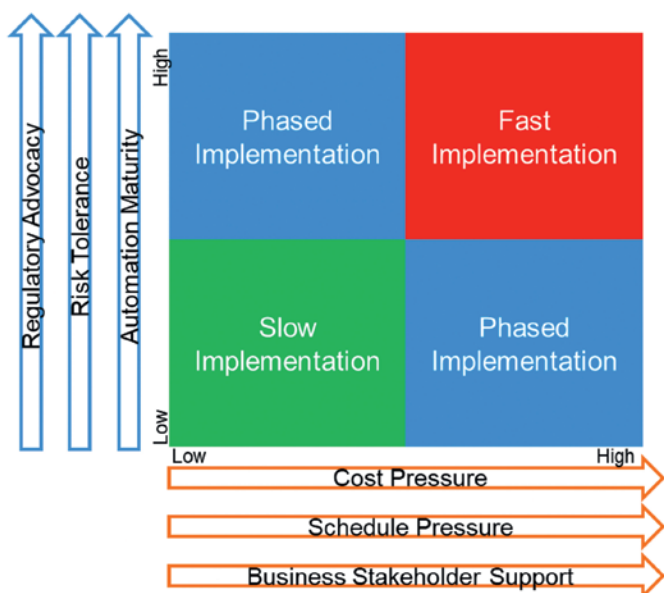 Regulatory Advocacy
Risk Tolerance
Automation Maturity
High
Low
Phased
Implementation
Fast
Implementation
Slow
Implementation
Phased
Implementation
Low
High
Cost Pressure
Schedule Pressure
Business Stakeholder Support